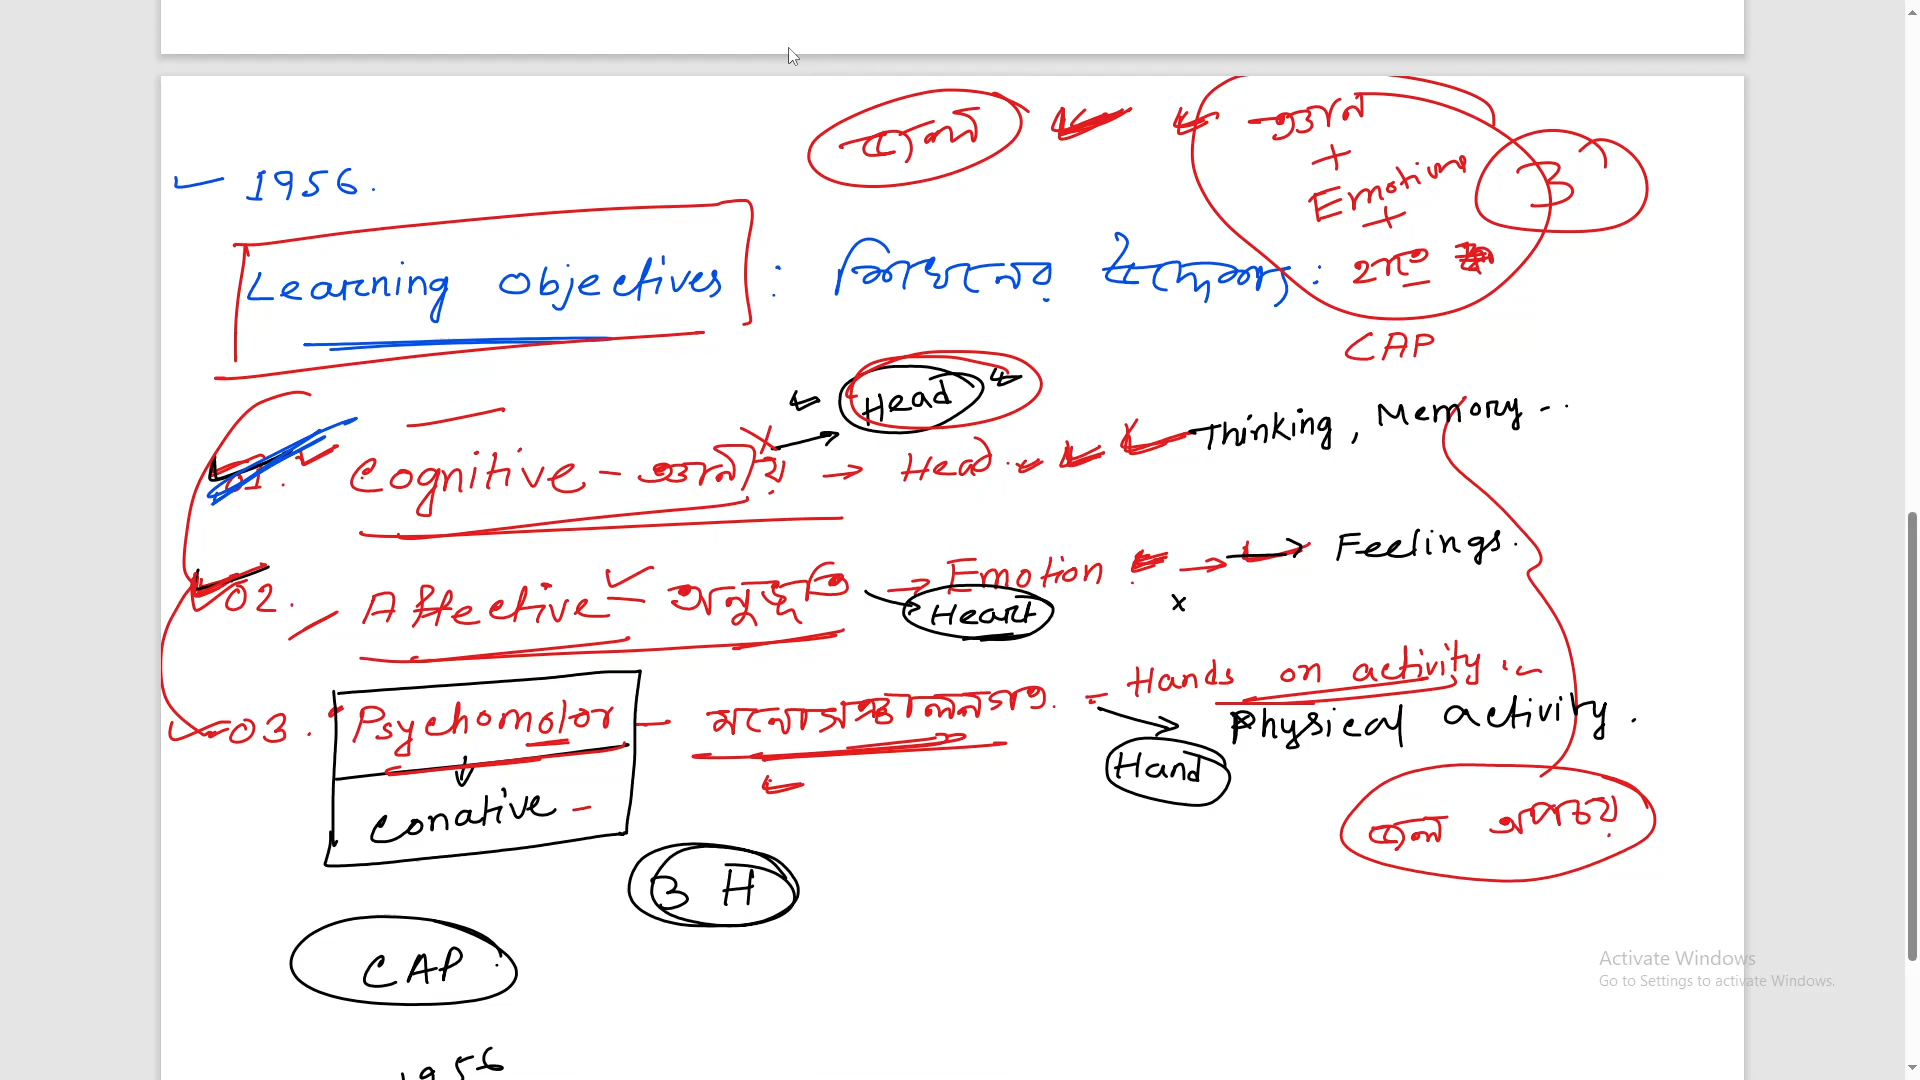 জ্ঞান
+
Emotion
+
3
✓ 1956.
Learning Objectives : শিখনের উদ্দেশ্য :
CAP
Head
01. Cognitive - জ্ঞানীয় → Head. Thinking, Memory - ..
02. Affective - অনুভূতি → Emotion → Feelings.
Heart
x
03. Psychomotor - মনোসঞ্চালনগত. - Hands on activity.
Physical activity.
Hand
Conative -
3 H
CAP
1956
Activate Windows
Go to Settings to activate Windows.